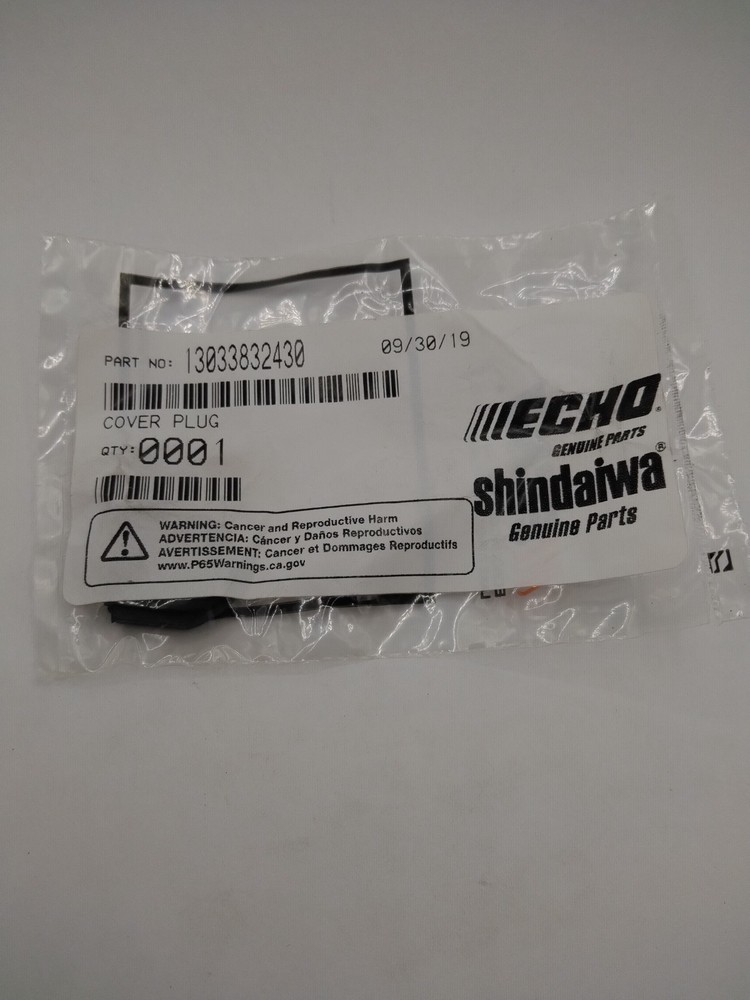 PART NO: 13033832430
09/30/19
COVER PLUG
QTY: 0001
ECHO®
GENUINE PARTS
shindaiwa®
Genuine Parts
WARNING: Cancer and Reproductive Harm
ADVERTENCIA: Cáncer y Daños Reproductivos
AVERTISSEMENT: Cancer et Dommages Reproductifs
www.P65Warnings.ca.gov